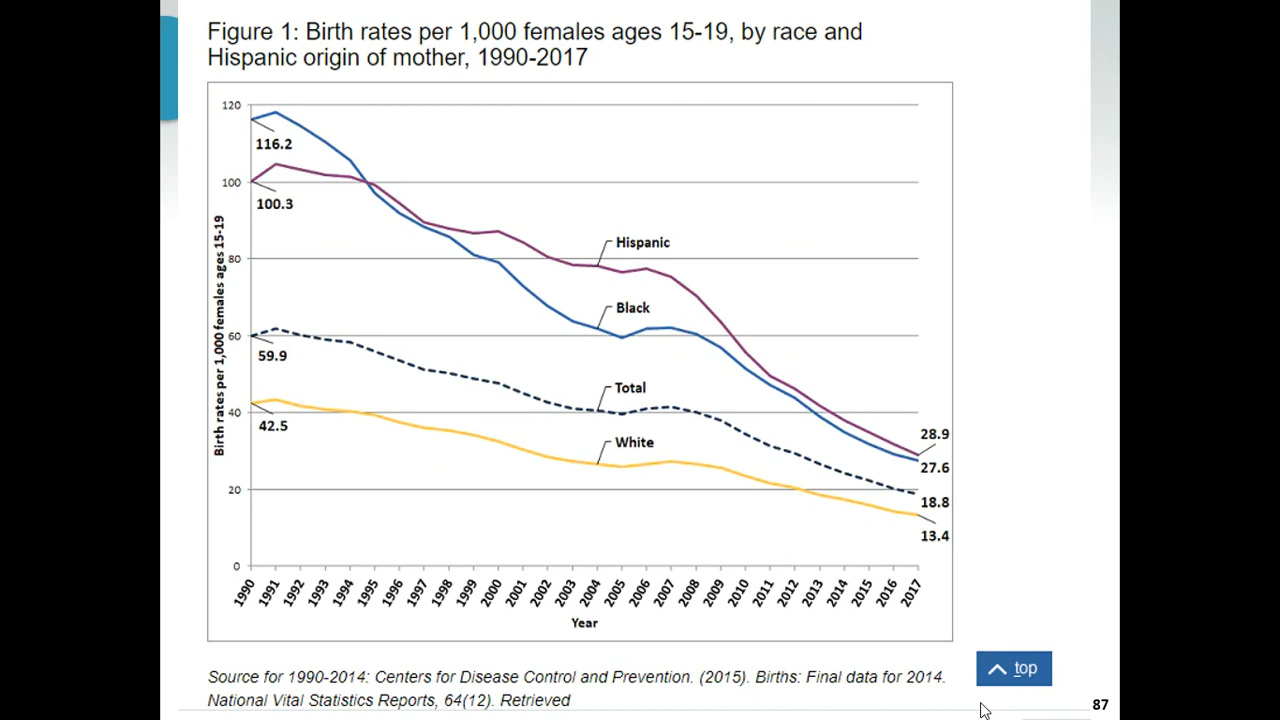 Figure 1: Birth rates per 1,000 females ages 15-19, by race and
Hispanic origin of mother, 1990-2017
Birth rates per 1,000 females ages 15-19
120
100
80
60
40
20
0
116.2
100.3
59.9
42.5
Hispanic
Black
Total
White
28.9
27.6
18.8
13.4
1990 1991 1992 1993 1994 1995 1996 1997 1998 1999 2000 2001 2002 2003 2004 2005 2006 2007 2008 2009 2010 2011 2012 2013 2014 2015 2016 2017
Year
Source for 1990-2014: Centers for Disease Control and Prevention. (2015). Births: Final data for 2014.
National Vital Statistics Reports, 64(12). Retrieved
top
87